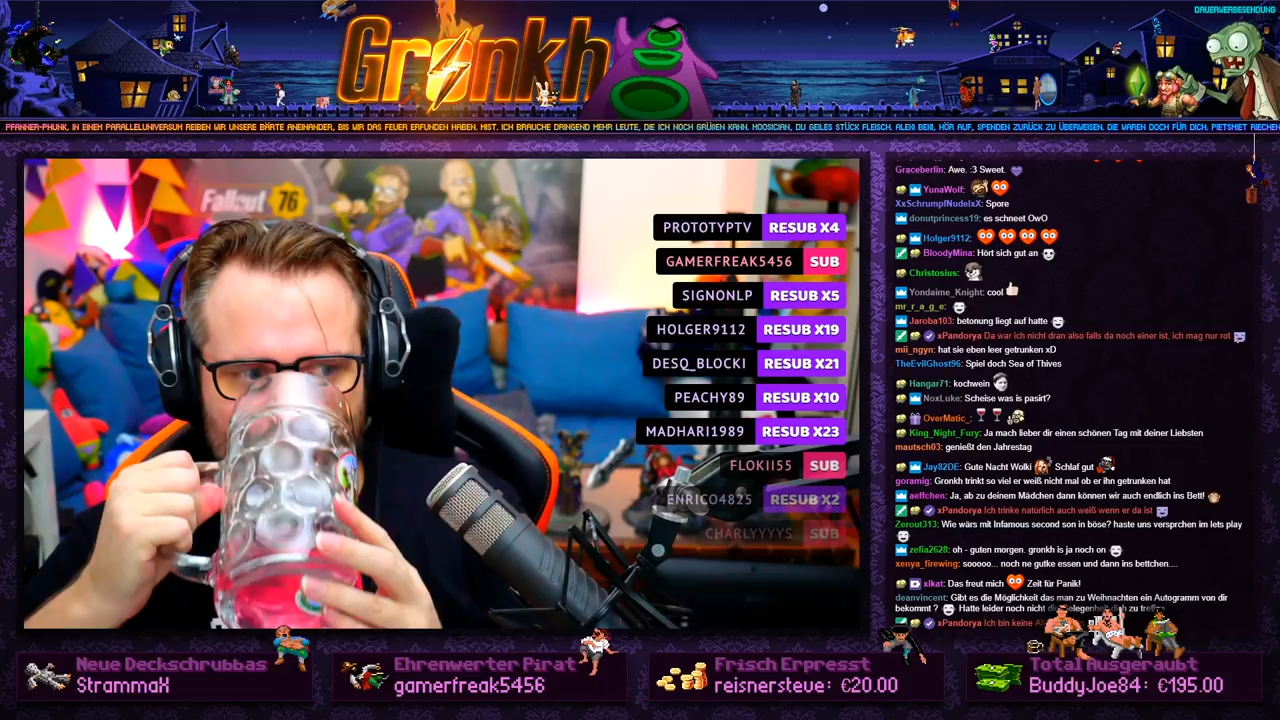 DAUERWERBESENDUNG
Gronkh
PFANNER-PHUNK, IN EINEM PARALLELUNIVERSUM REIBEN WIR UNSERE BÄRTE ANEINANDER, BIS WIR DAS FEUER ERFUNDEN HABEN. MIST, ICH BRAUCHE DRINGEND MEHR LEUTE, DIE ICH NOCH GRÜßEN KANN. MOOSICIAN, DU GEILES STÜCK FLEISCH. ALEXI BEXI, HÖR AUF, SPENDEN ZURÜCK ZU ÜBERWEISEN. DIE WAREN DOCH FÜR DICH. PIETSMIET RIECHEN
Fallout 76
PROTOTYPTV RESUB X4
GAMERFREAK5456 SUB
SIGNONLP RESUB X5
HOLGER9112 RESUB X19
DESQ_BLOCKI RESUB X21
PEACHY89 RESUB X10
MADHARI1989 RESUB X23
FLOKII55 SUB
ENRICO4825 RESUB X2
CHARLYYYYS SUB
Graceberlin: Awe. :3 Sweet.
YunaWolf:
XxSchrumpfNudelxX: Spore
donutprincess19: es schneet OwO
Holger9112:
BloodyMina: Hört sich gut an
Christosius:
Yondaime_Knight: cool
mr_r_a_g_e:
Jaroba103: betonung liegt auf hatte
xPandorya Da war ich nicht dran also falls da noch einer ist, ich mag nur rot
mii_ngyn: hat sie eben leer getrunken xD
TheEvilGhost96: Spiel doch Sea of Thives
Hangar71: kochwein
NoxLuke: Scheise was is pasirt?
OverMatic_:
King_Night_Fury: Ja mach lieber dir einen schönen Tag mit deiner Liebsten
mautsch03: genießt den Jahrestag
Jay82DE: Gute Nacht Wolki Schlaf gut
goramig: Gronkh trinkt so viel er weiß nicht mal ob er ihn getrunken hat
aeffchen: Ja, ab zu deinem Mädchen dann können wir auch endlich ins Bett!
xPandorya Ich trinke natürlich auch weiß wenn er da ist
Zerout313: Wie wärs mit Infamous second son in böse? haste uns versprchen im lets play
zefia2628: oh - guten morgen. gronkh is ja noch on
xenya_firewing: sooooo... noch ne gutke essen und dann ins bettchen....
xlkat: Das freut mich Zeit für Panik!
deanvincent: Gibt es die Möglichkeit das man zu Weihnachten ein Autogramm von dir
bekommt ? Hatte leider noch nicht die Gelegenheit dich zu treffen
xPandorya Ich bin keine
Neue Deckschrubbas
StrammaX
Ehrenwerter Pirat
gamerfreak5456
Frisch Erpresst
reisnersteve: €20.00
Total Ausgeraubt
BuddyJoe84: €195.00